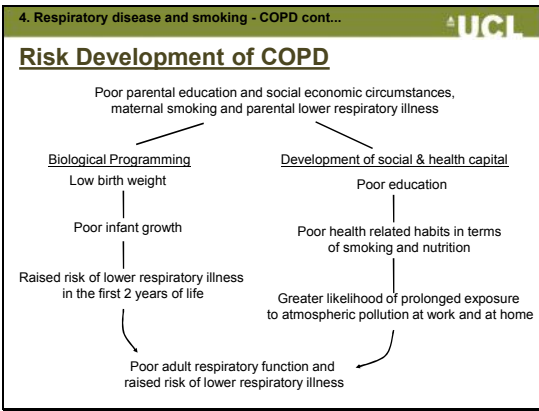 4. Respiratory disease and smoking - COPD cont...
UCL
Risk Development of COPD
Poor parental education and social economic circumstances,
maternal smoking and parental lower respiratory illness
Biological Programming
Low birth weight
Poor infant growth
Raised risk of lower respiratory illness
in the first 2 years of life
Development of social & health capital
Poor education
Poor health related habits in terms
of smoking and nutrition
Greater likelihood of prolonged exposure
to atmospheric pollution at work and at home
Poor adult respiratory function and
raised risk of lower respiratory illness